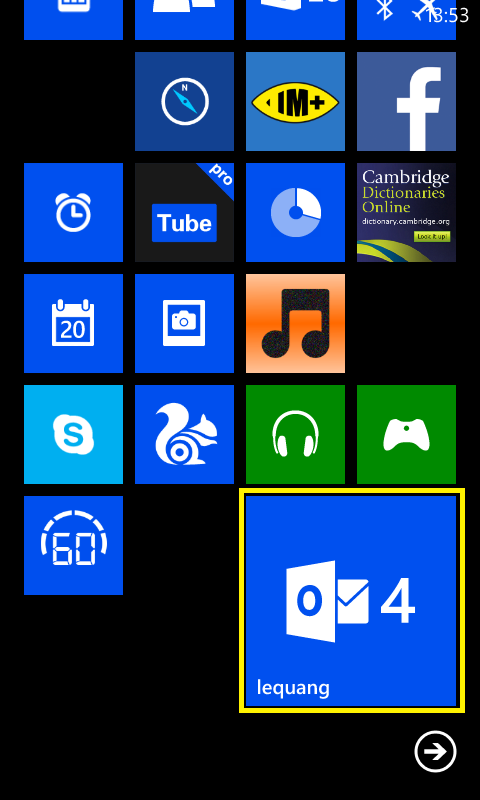 13:53
N
IM+
f
pro
Tube
Cambridge
Dictionaries
Online
dictionary.cambridge.org
Look it up!
20
S
60
O 4
lequang